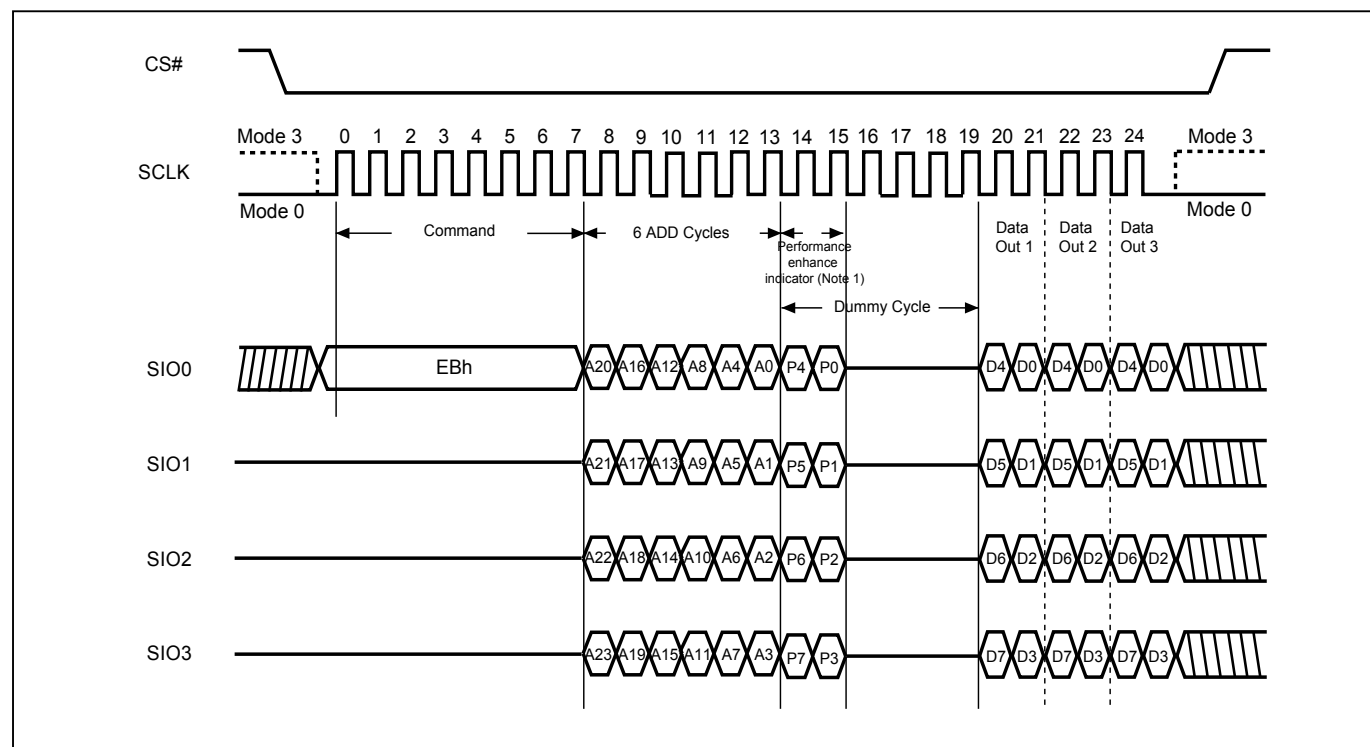 CS#
Mode 3 0 1 2 3 4 5 6 7 8 9 10 11 12 13 14 15 16 17 18 19 20 21 22 23 24 Mode 3
SCLK
Mode 0 Mode 0
Command 6 ADD Cycles Performance enhance indicator (Note 1) Data Out 1 Data Out 2 Data Out 3
Dummy Cycle
SIO0 EBh A20 A16 A12 A8 A4 A0 P4 P0 D4 D0 D4 D0 D4 D0
SIO1 A21 A17 A13 A9 A5 A1 P5 P1 D5 D1 D5 D1 D5 D1
SIO2 A22 A18 A14 A10 A6 A2 P6 P2 D6 D2 D6 D2 D6 D2
SIO3 A23 A19 A15 A11 A7 A3 P7 P3 D7 D3 D7 D3 D7 D3